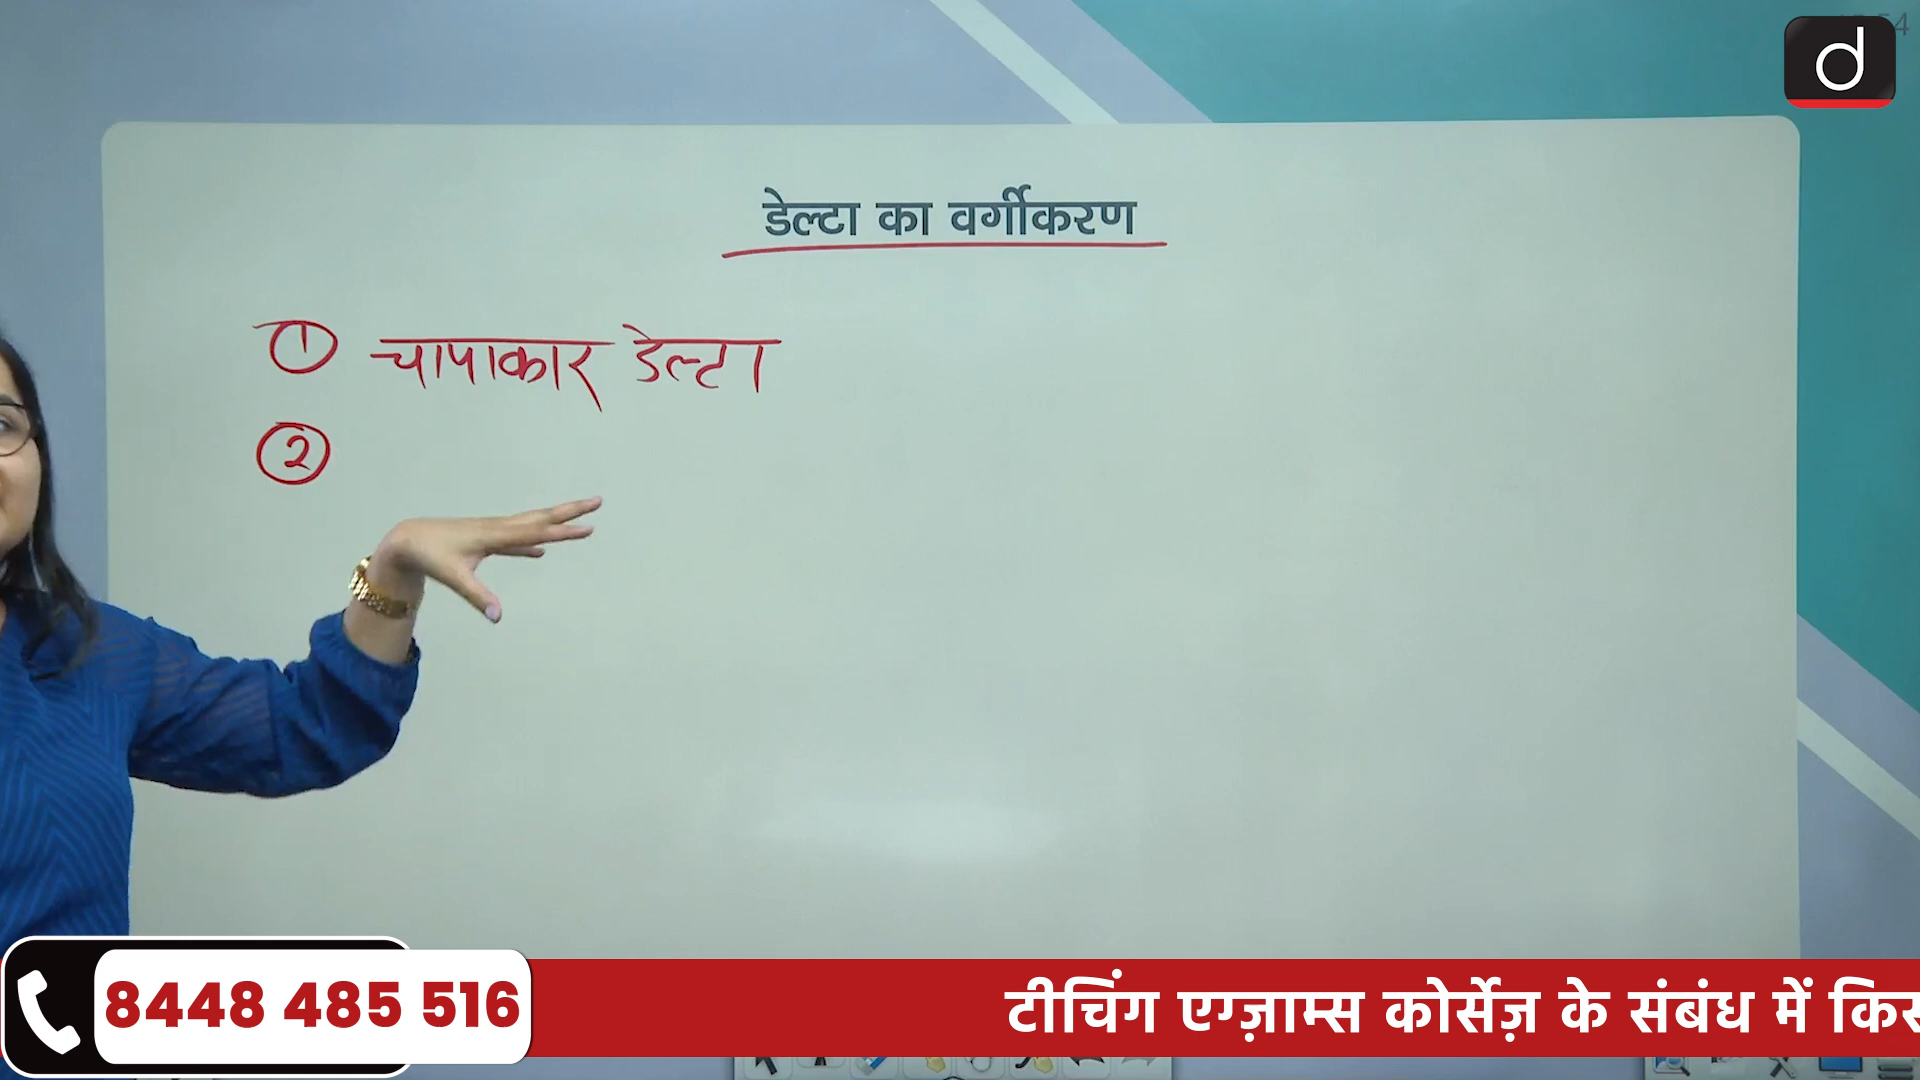 डेल्टा का वर्गीकरण
① चापाकार डेल्टा
②
8448 485 516
टीचिंग एग्ज़ाम्स कोर्सेज़ के संबंध में